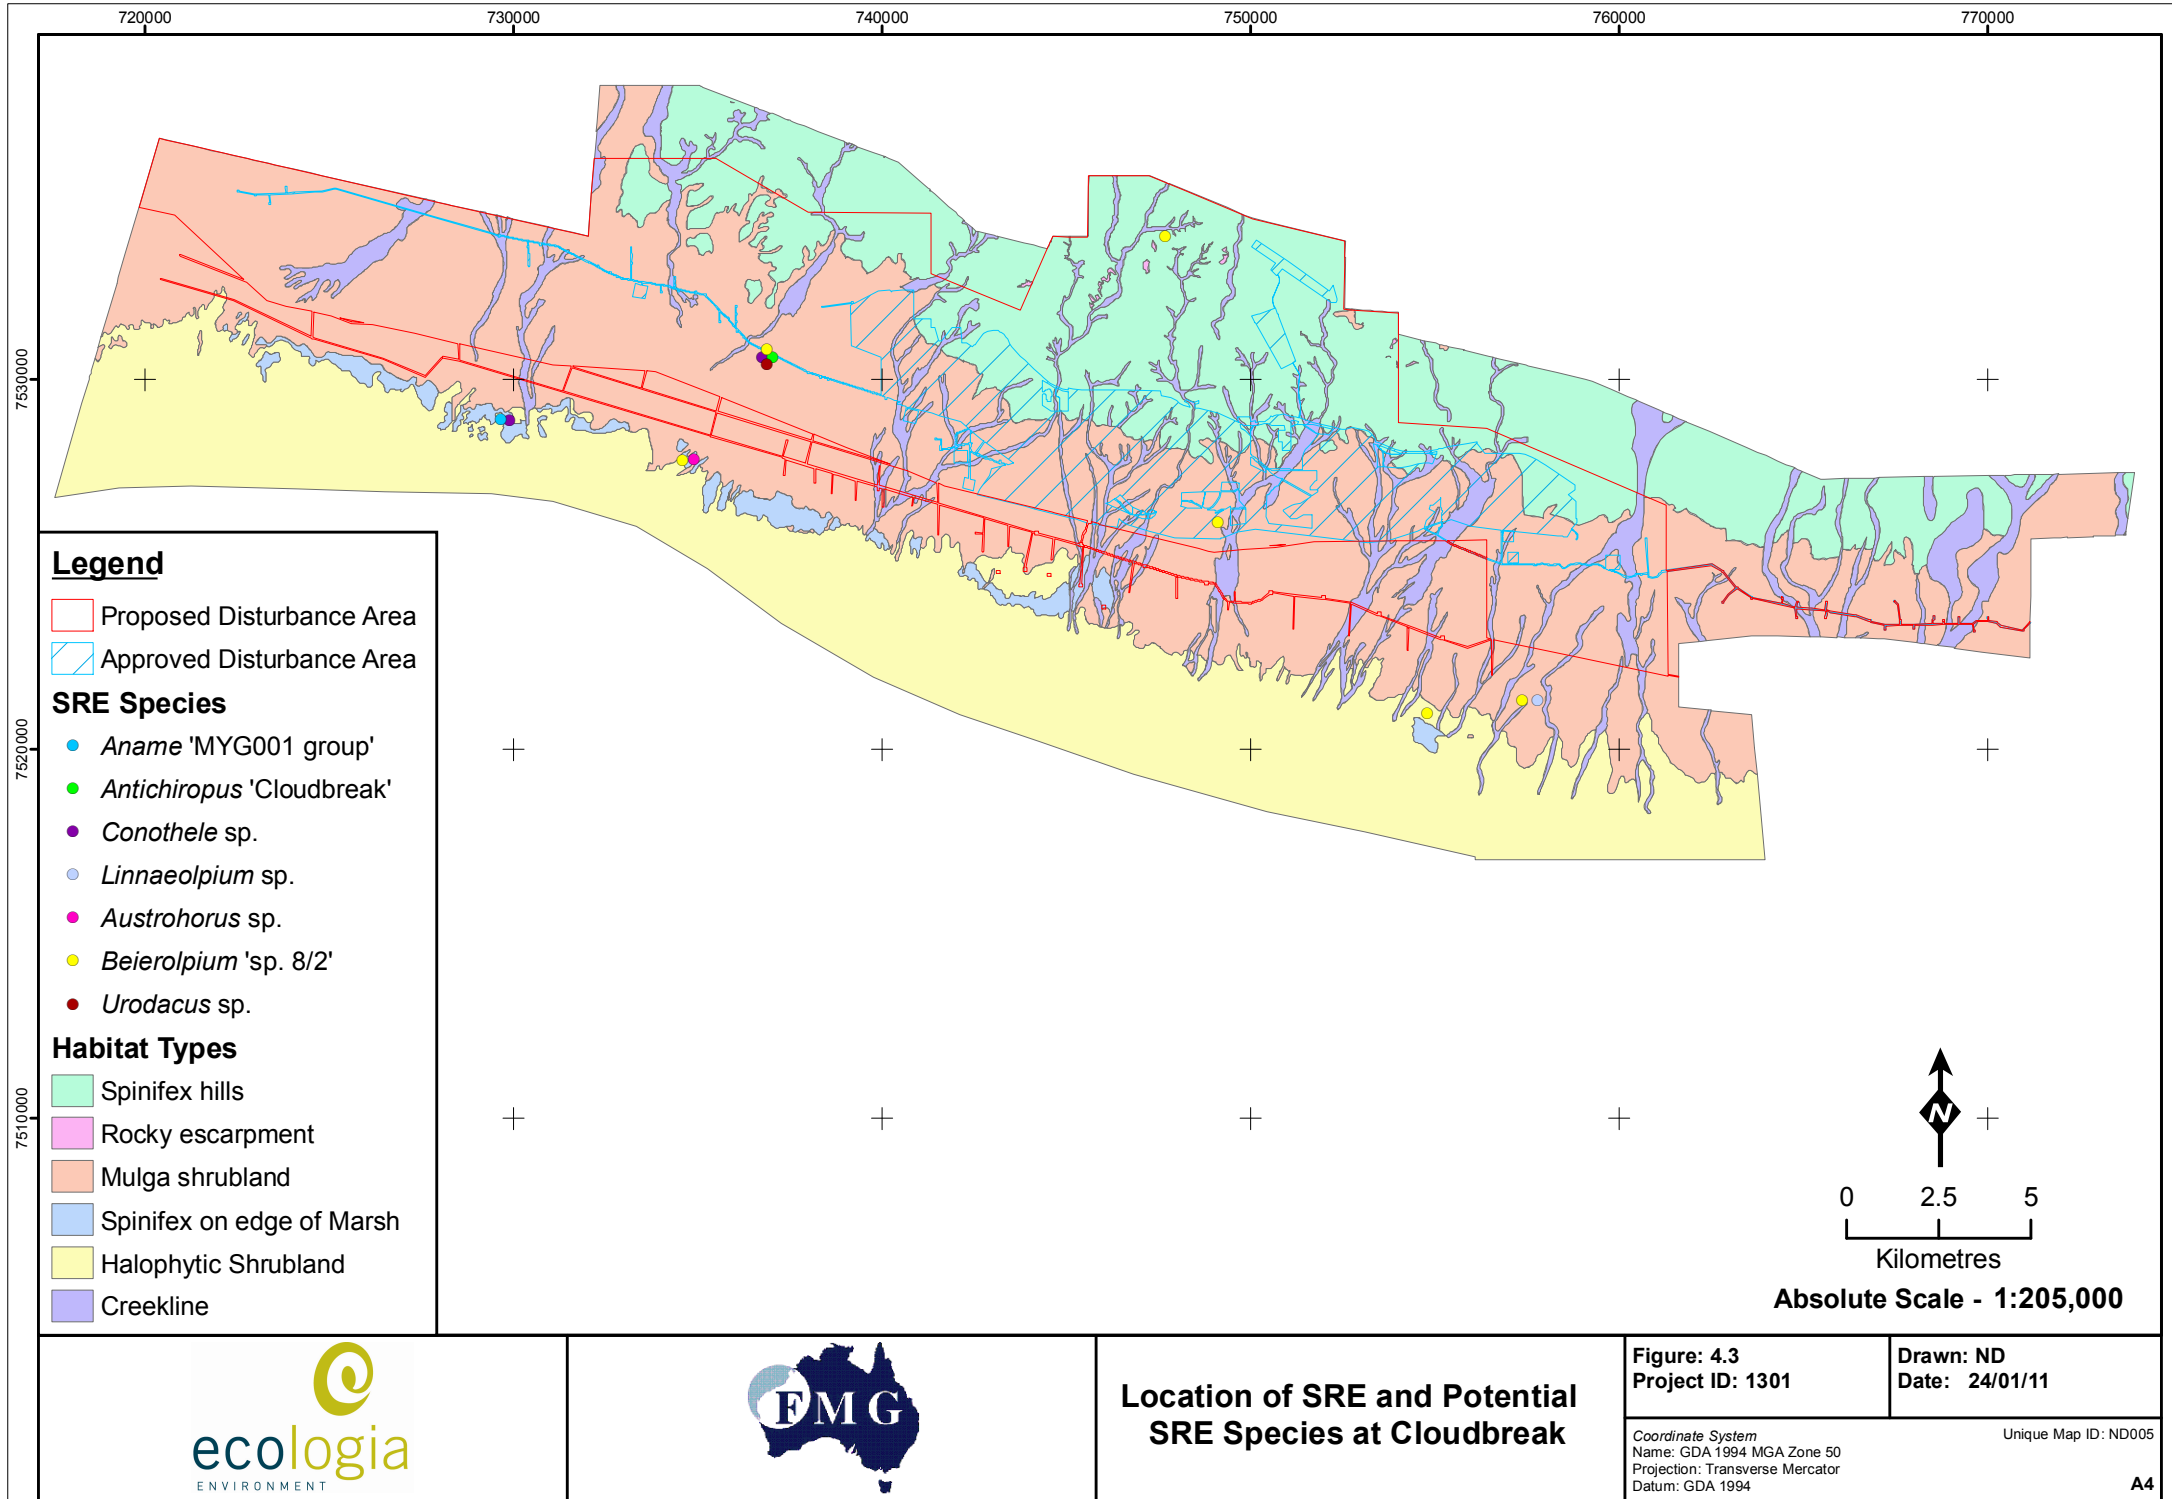 720000 730000 740000 750000 760000 770000
7530000
7520000
7510000
Legend
Proposed Disturbance Area
Approved Disturbance Area
SRE Species
Aname 'MYG001 group'
Antichiropus 'Cloudbreak'
Conothele sp.
Linnaeolpium sp.
Austrohorus sp.
Beierolpium 'sp. 8/2'
Urodacus sp.
Habitat Types
Spinifex hills
Rocky escarpment
Mulga shrubland
Spinifex on edge of Marsh
Halophytic Shrubland
Creekline
N
0 2.5 5
Kilometres
Absolute Scale - 1:205,000
ecologia
ENVIRONMENT
FMG
Location of SRE and Potential
SRE Species at Cloudbreak
Figure: 4.3
Project ID: 1301
Drawn: ND
Date: 24/01/11
Coordinate System
Name: GDA 1994 MGA Zone 50
Projection: Transverse Mercator
Datum: GDA 1994
Unique Map ID: ND005
A4